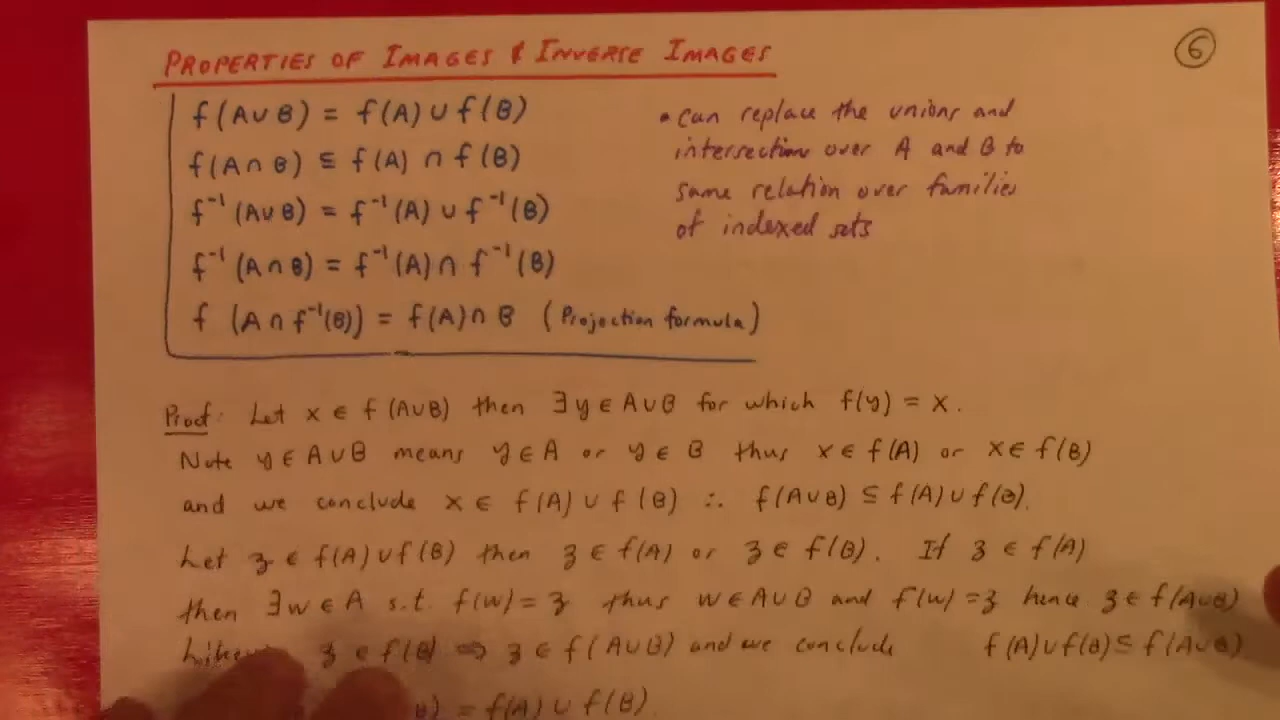 PROPERTIES OF IMAGES & INVERSE IMAGES
6
f(A∪B) = f(A) ∪ f(B)
f(A∩B) ⊆ f(A) ∩ f(B)
f⁻¹(A∪B) = f⁻¹(A) ∪ f⁻¹(B)
f⁻¹(A∩B) = f⁻¹(A) ∩ f⁻¹(B)
f (A∩f⁻¹(B)) = f(A)∩B (Projection formula)
• can replace the unions and
intersection over A and B to
same relation over families
of indexed sets
Proof: Let x ∈ f(A∪B) then ∃y∈A∪B for which f(y) = x.
Note y∈A∪B means y∈A or y∈B thus x∈f(A) or x∈f(B)
and we conclude x ∈ f(A)∪f(B) ∴ f(A∪B) ⊆ f(A)∪f(B).
Let z ∈ f(A)∪f(B) then z ∈ f(A) or z ∈ f(B). If z ∈ f(A)
then ∃w∈A s.t. f(w)=z thus w∈A∪B and f(w)=z hence z∈f(A∪B)
z ∈ f(B) ⇒ z ∈ f(A∪B) and we conclude f(A)∪f(B)⊆f(A∪B)
B) = f(A) ∪ f(B)